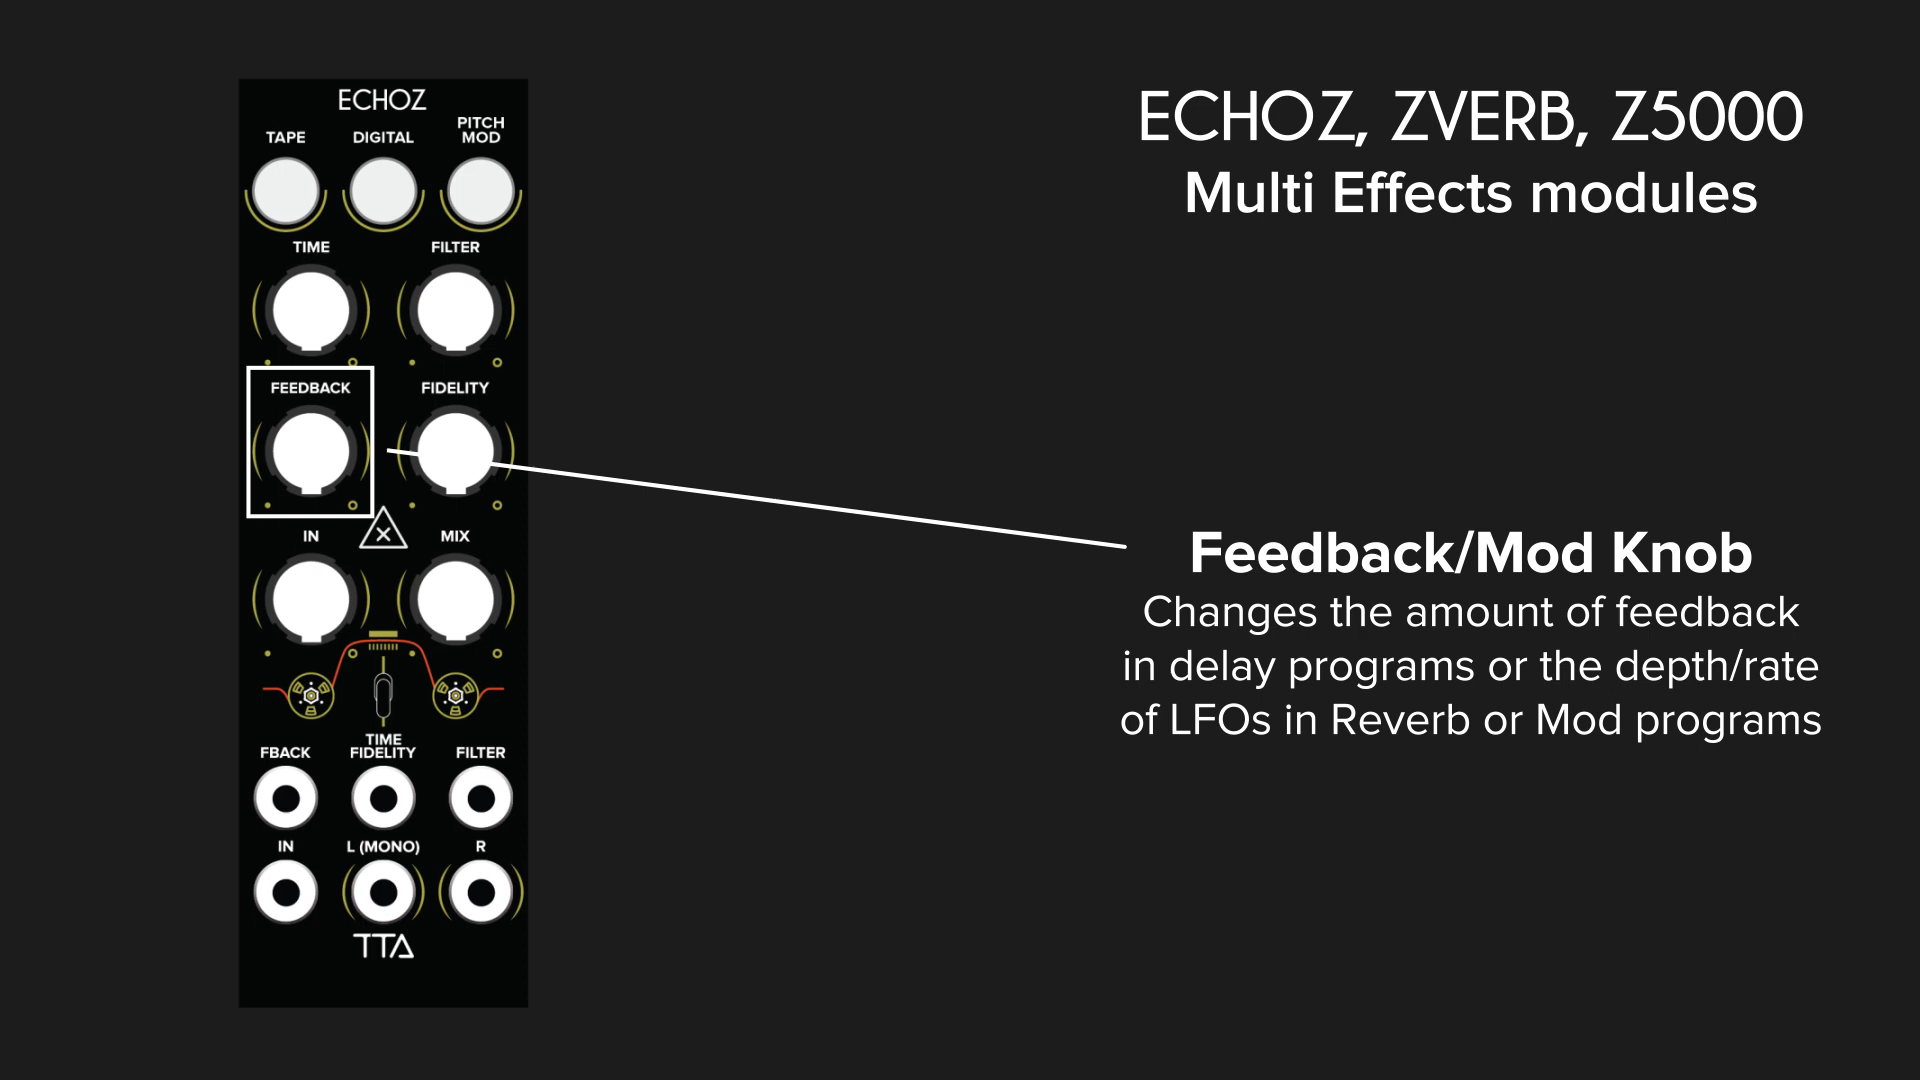 ECHOZ
TAPE
DIGITAL
PITCH
MOD
TIME
FILTER
FEEDBACK
FIDELITY
IN
MIX
TIME
FIDELITY
FBACK
FILTER
IN
L (MONO)
R
TTA
ECHOZ, ZVERB, Z5000
Multi Effects modules
Feedback/Mod Knob
Changes the amount of feedback
in delay programs or the depth/rate
of LFOs in Reverb or Mod programs